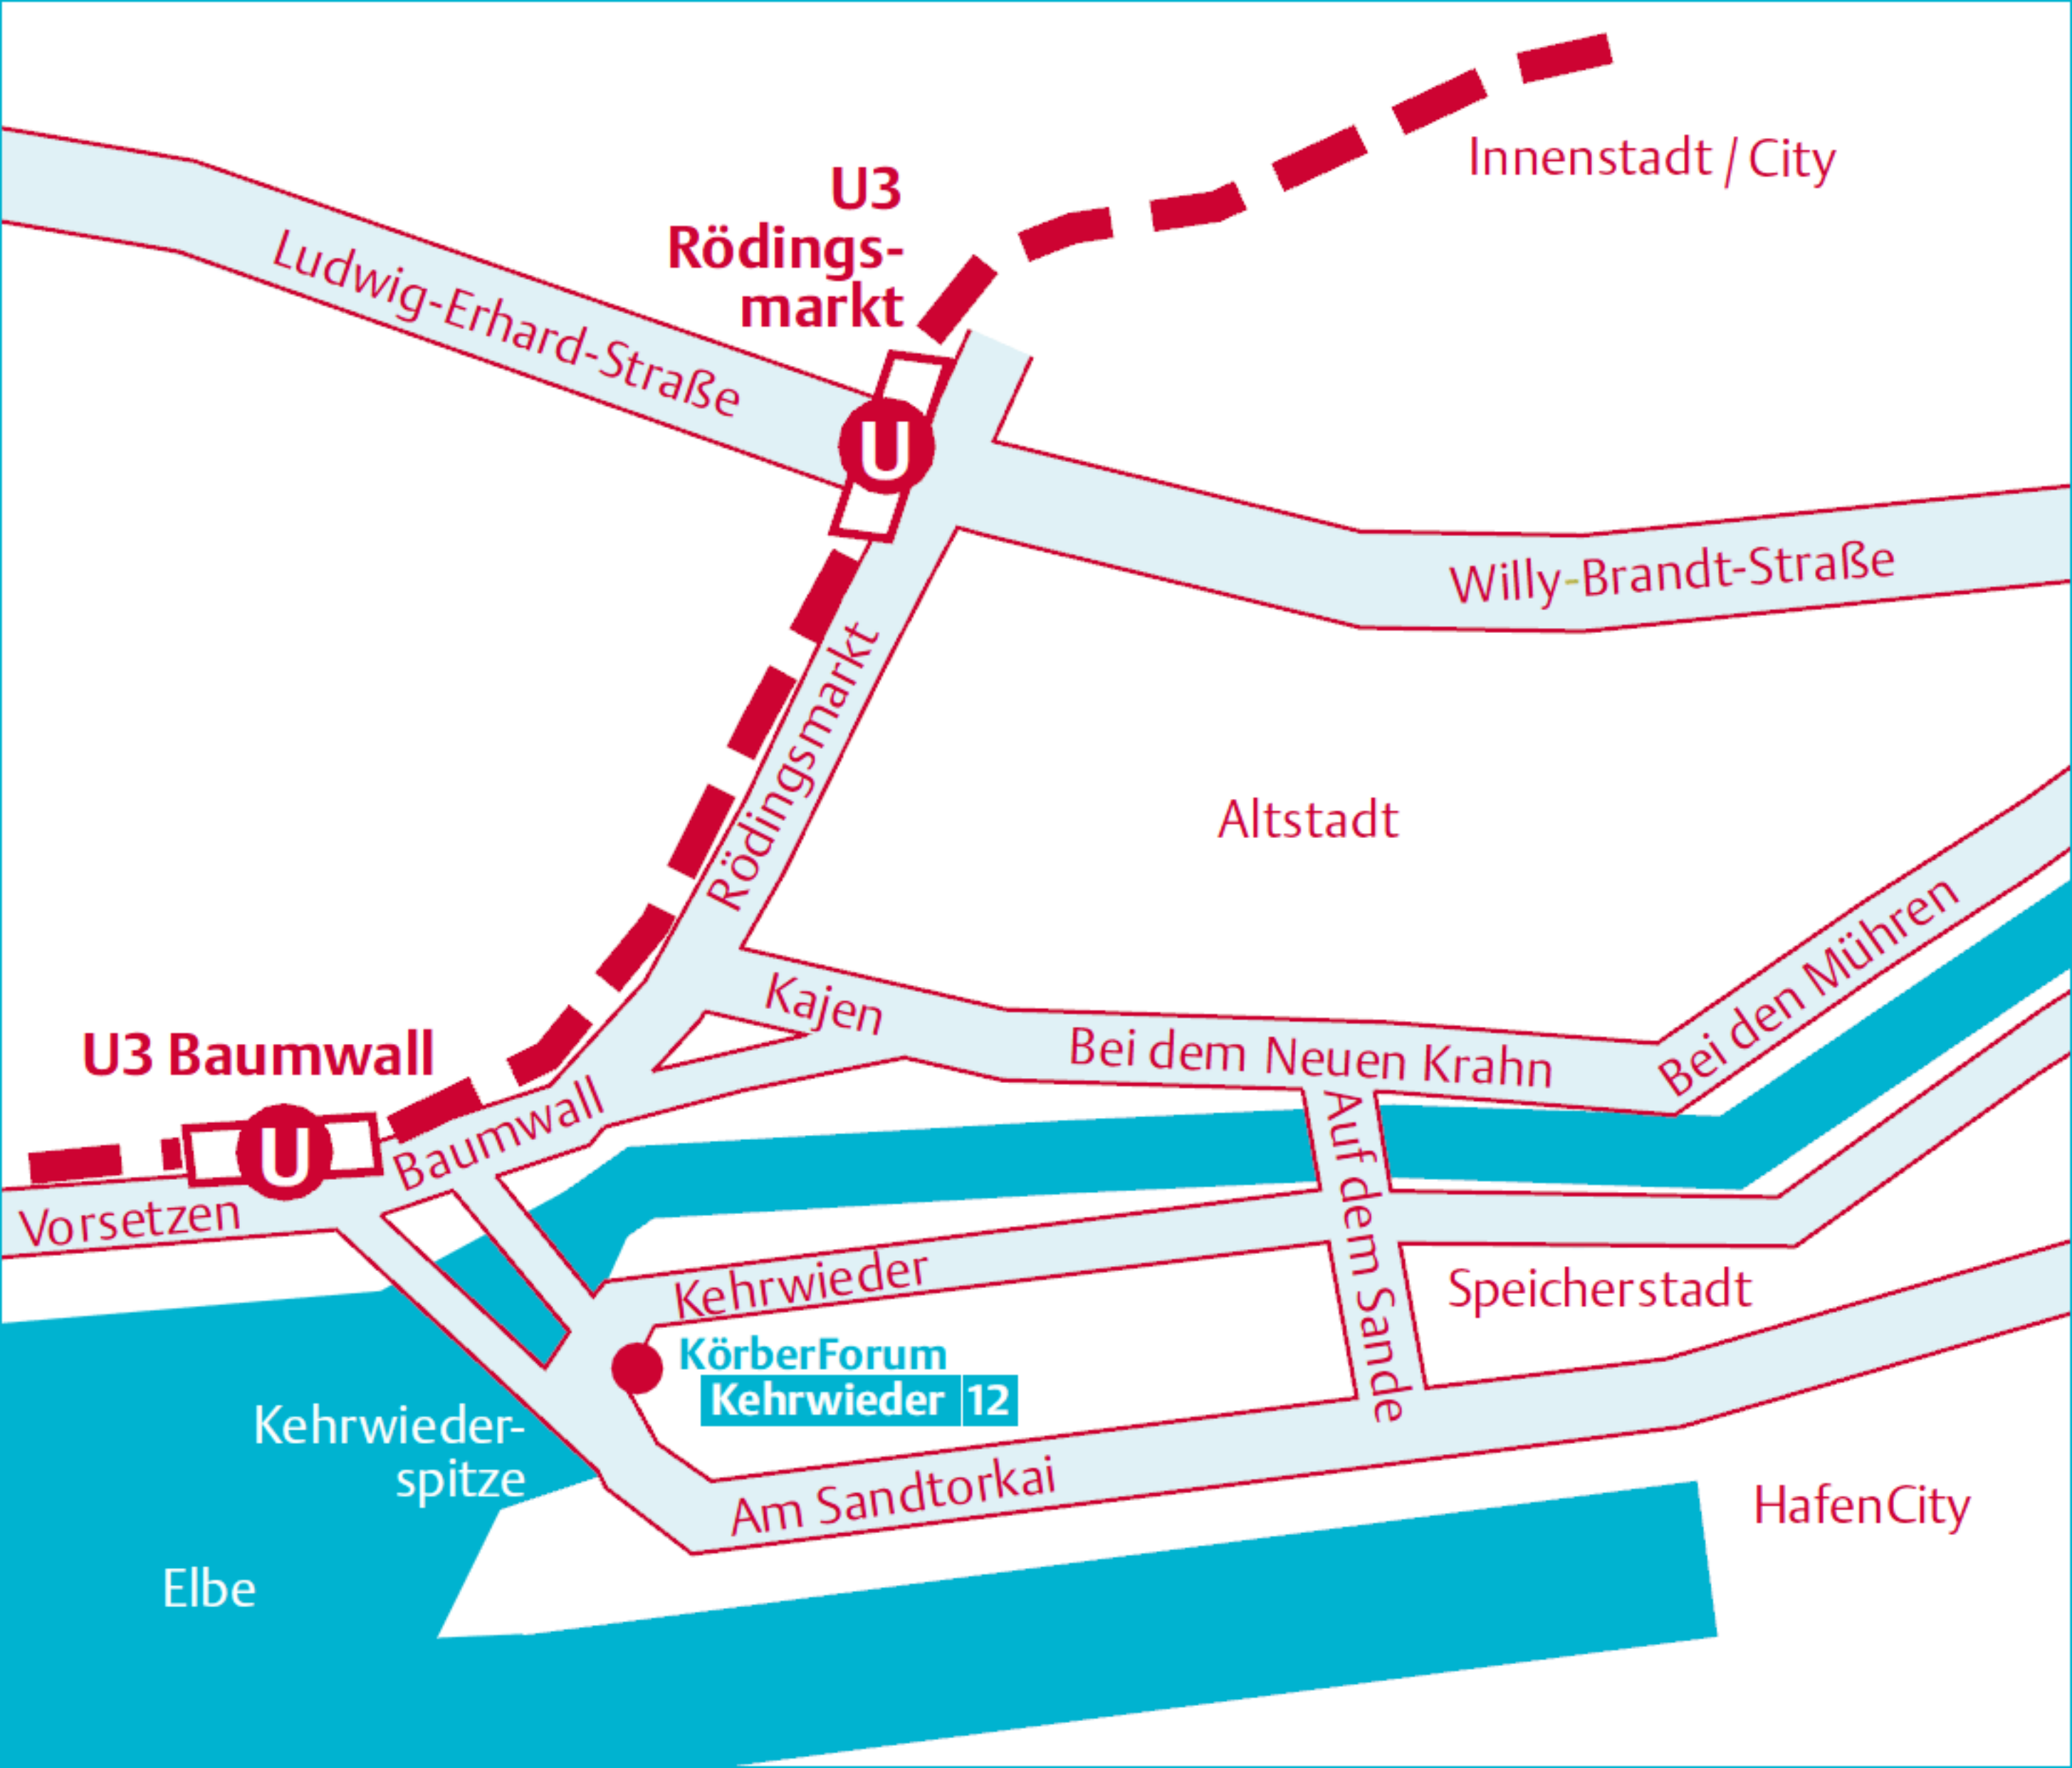 Innenstadt / City
U3
Rödings-
markt
Ludwig-Erhard-Straße
U
Willy-Brandt-Straße
Rödingsmarkt
Altstadt
Bei den Mühren
Kajen
Bei dem Neuen Krahn
U3 Baumwall
U
Baumwall
Auf dem Sande
Vorsetzen
Kehrwieder
Speicherstadt
KörberForum
Kehrwieder 12
Kehrwieder-
spitze
Am Sandtorkai
HafenCity
Elbe